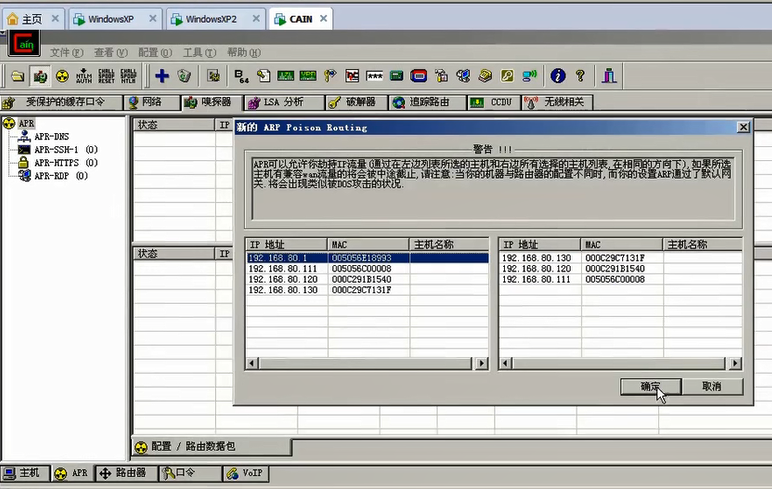 主页 WindowsXP WindowsXP2 CAIN
Cain 文件(F) 查看(V) 配置(O) 工具(T) 帮助(H)
NTLM AUTH CHALL SPOOF RESET CHALL SPOOF NTLM B 64
受保护的缓存口令 网络 嗅探器 LSA 分析 破解器 追踪路由 CCDU 无线相关
APR
APR-DNS
APR-SSH-1 (0)
APR-HTTPS (0)
APR-RDP (0)
状态 IP
状态 IP
新的 ARP Poison Routing
警告 !!!
APR可以允许你劫持IP流量(通过在左边列表所选的主机和右边所有选择的主机列表,在相同的方向下),如果所选
主机有兼容wan流量的将会被中途截止,请注意:当你的机器与路由器的配置不同时,而你的设置ARP通过了默认网
关.将会出现类似被DOS攻击的状况.
IP 地址 MAC 主机名称
192.168.80.1 005056E18993
192.168.80.111 005056C00008
192.168.80.120 000C291B1540
192.168.80.130 000C29C7131F
IP 地址 MAC 主机名称
192.168.80.130 000C29C7131F
192.168.80.120 000C291B1540
192.168.80.111 005056C00008
确定 取消
配置 / 路由数据包
主机 APR 路由器 口令 VoIP